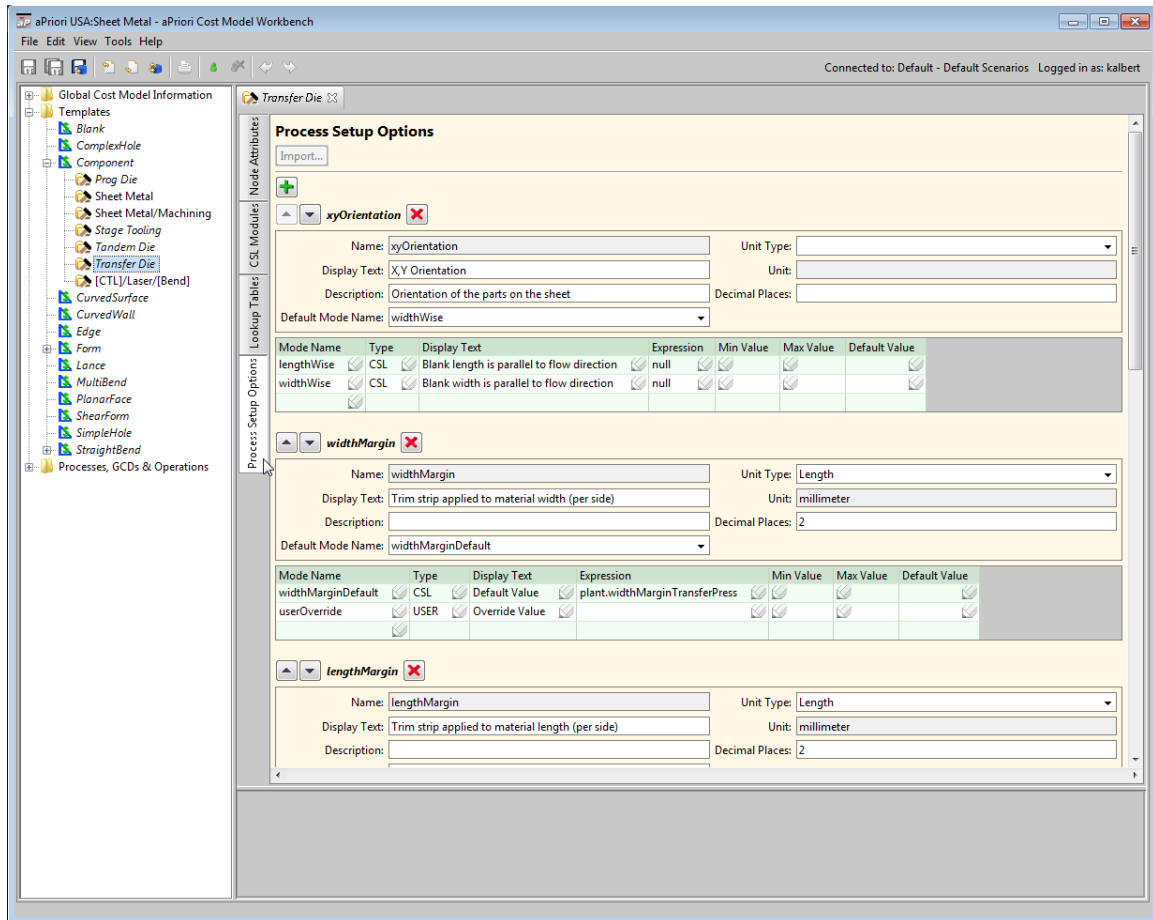 aPriori USA:Sheet Metal - aPriori Cost Model Workbench
File Edit View Tools Help
Connected to: Default - Default Scenarios Logged in as: kalbert
Global Cost Model Information
Templates
Blank
ComplexHole
Component
Prog Die
Sheet Metal
Sheet Metal/Machining
Stage Tooling
Tandem Die
Transfer Die
[CTL]/Laser/[Bend]
CurvedSurface
CurvedWall
Edge
Form
Lance
MultiBend
PlanarFace
ShearForm
SimpleHole
StraightBend
Processes, GCDs & Operations
Transfer Die
Node Attributes
CSL Modules
Lookup Tables
Process Setup Options
Process Setup Options
Import...
xyOrientation
Name: xyOrientation Unit Type:
Display Text: X,Y Orientation Unit:
Description: Orientation of the parts on the sheet Decimal Places:
Default Mode Name: widthWise
Mode Name Type Display Text Expression Min Value Max Value Default Value
lengthWise CSL Blank length is parallel to flow direction null
widthWise CSL Blank width is parallel to flow direction null
widthMargin
Name: widthMargin Unit Type: Length
Display Text: Trim strip applied to material width (per side) Unit: millimeter
Description: Decimal Places: 2
Default Mode Name: widthMarginDefault
Mode Name Type Display Text Expression Min Value Max Value Default Value
widthMarginDefault CSL Default Value plant.widthMarginTransferPress
userOverride USER Override Value
lengthMargin
Name: lengthMargin Unit Type: Length
Display Text: Trim strip applied to material length (per side) Unit: millimeter
Description: Decimal Places: 2